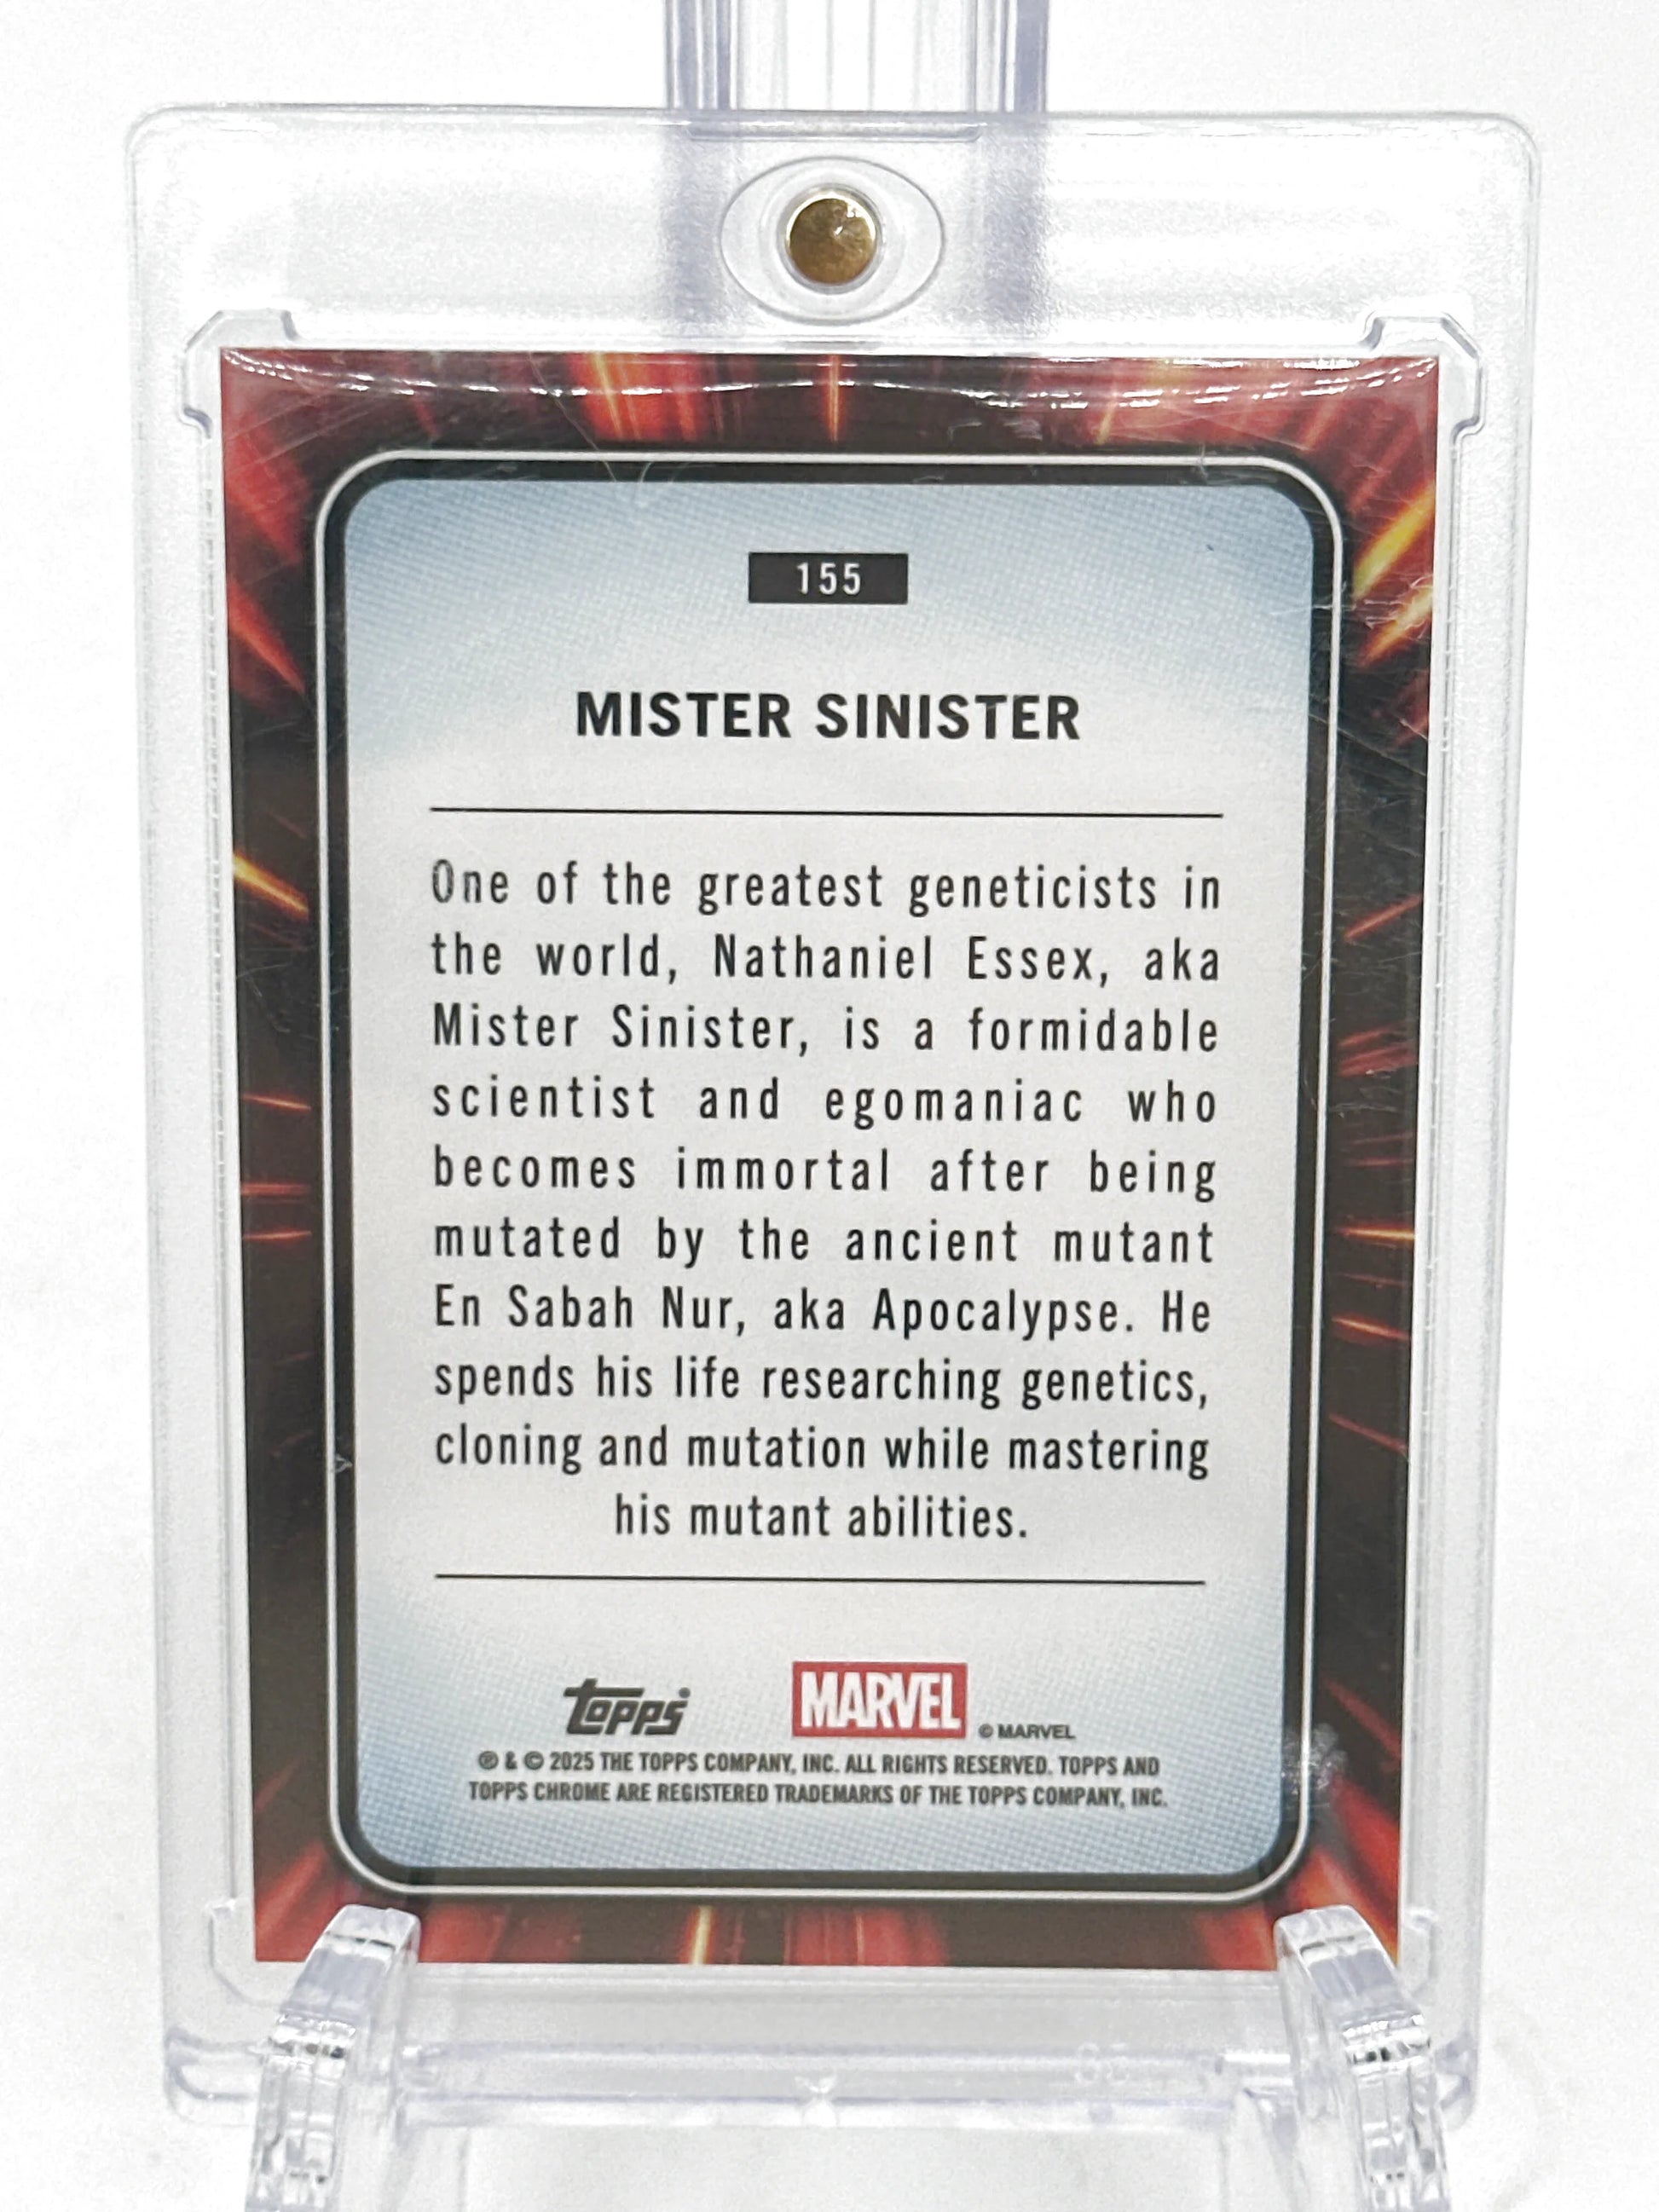 155
MISTER SINISTER
One of the greatest geneticists in
the world, Nathaniel Essex, aka
Mister Sinister, is a formidable
scientist and egomaniac who
becomes immortal after being
mutated by the ancient mutant
En Sabah Nur, aka Apocalypse. He
spends his life researching genetics,
cloning and mutation while mastering
his mutant abilities.
topps MARVEL © MARVEL
℗ & © 2025 THE TOPPS COMPANY, INC. ALL RIGHTS RESERVED. TOPPS AND
TOPPS CHROME ARE REGISTERED TRADEMARKS OF THE TOPPS COMPANY, INC.